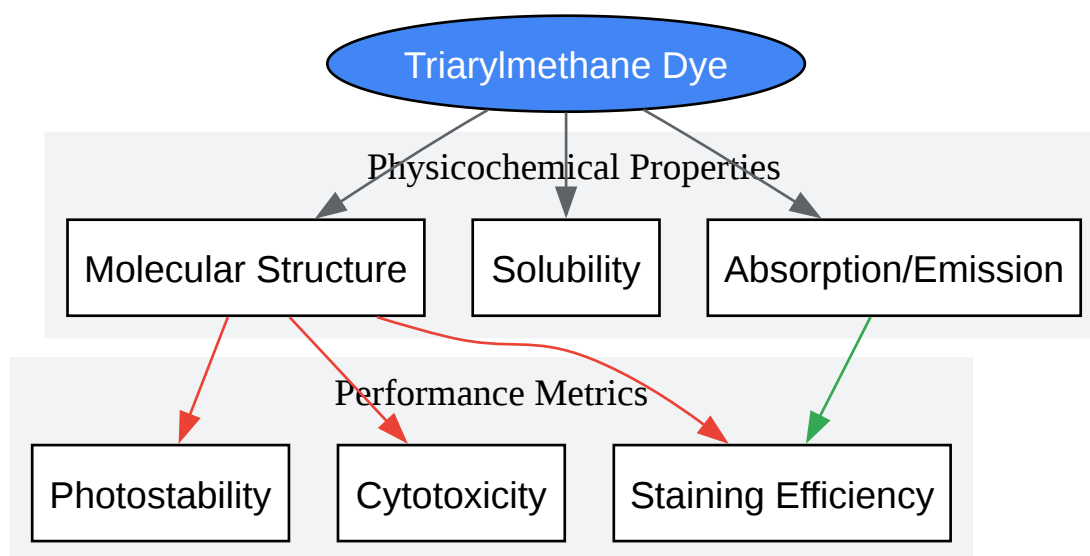 Triarylmethane Dye
Physicochemical Properties
Molecular Structure
Solubility
Absorption/Emission
Performance Metrics
Photostability
Cytotoxicity
Staining Efficiency